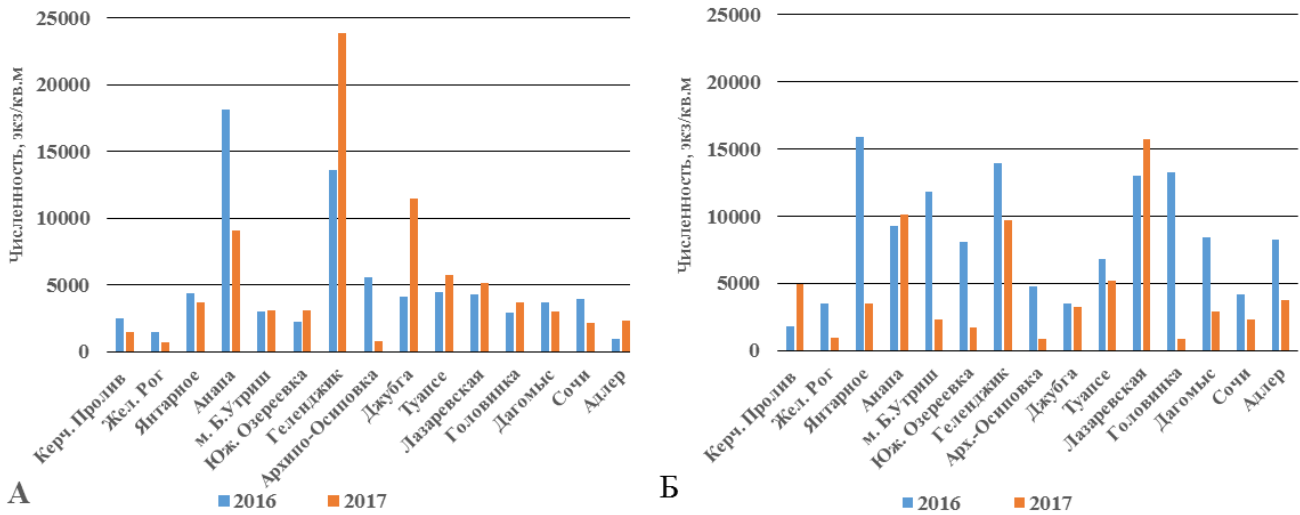 Численность, экз/кв.м
25000
20000
15000
10000
5000
0
Керч. Пролив
Жел. Рог
Янтарное
Анапа
м. Б.Утриш
Юж. Озереевка
Геленджик
Архипо-Осиповка
Джубга
Туапсе
Лазаревская
Головинка
Дагомыс
Сочи
Адлер
А
2016
2017
Численность, экз/кв.м
25000
20000
15000
10000
5000
0
Керч. Пролив
Жел. Рог
Янтарное
Анапа
м. Б.Утриш
Юж. Озереевка
Геленджик
Арх.-Осиповка
Джубга
Туапсе
Лазаревская
Головинка
Дагомыс
Сочи
Адлер
Б
2016
2017